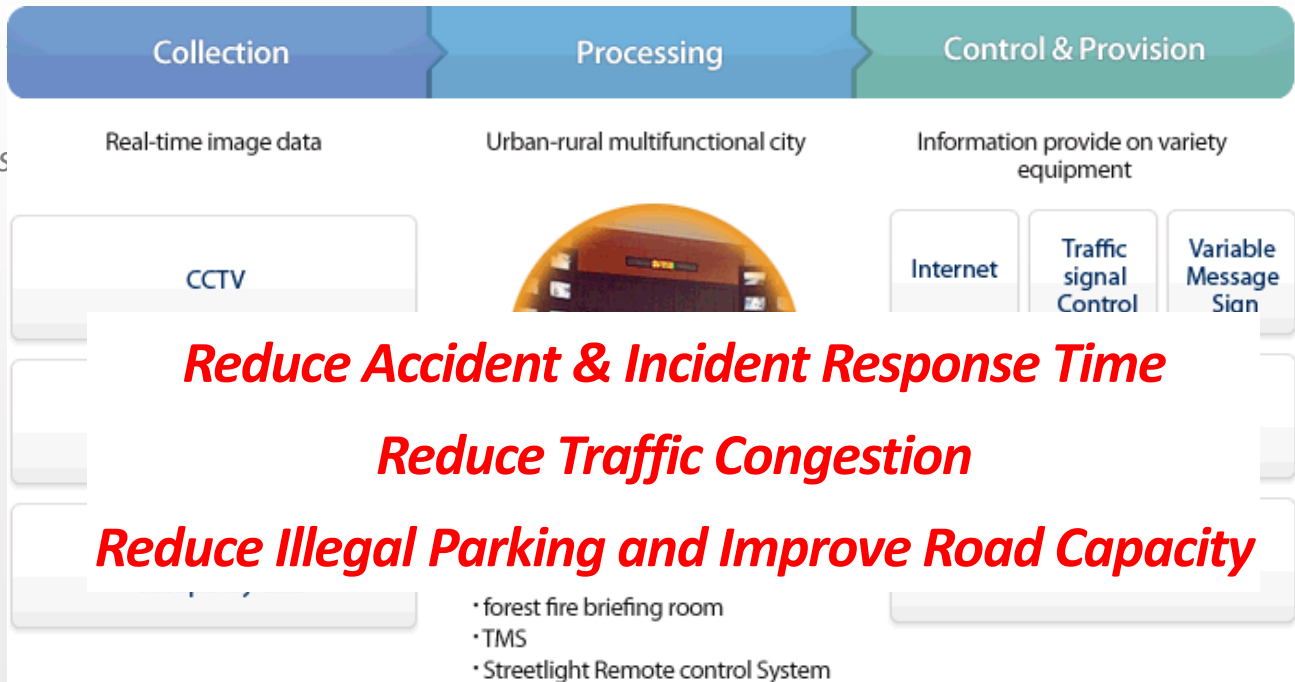 Collection
Processing
Control & Provision
Real-time image data
Urban-rural multifunctional city
Information provide on variety
equipment
CCTV
Internet
Traffic
signal
Control
Variable
Message
Sign
Reduce Accident & Incident Response Time
Reduce Traffic Congestion
Reduce Illegal Parking and Improve Road Capacity
· forest fire briefing room
· TMS
· Streetlight Remote control System